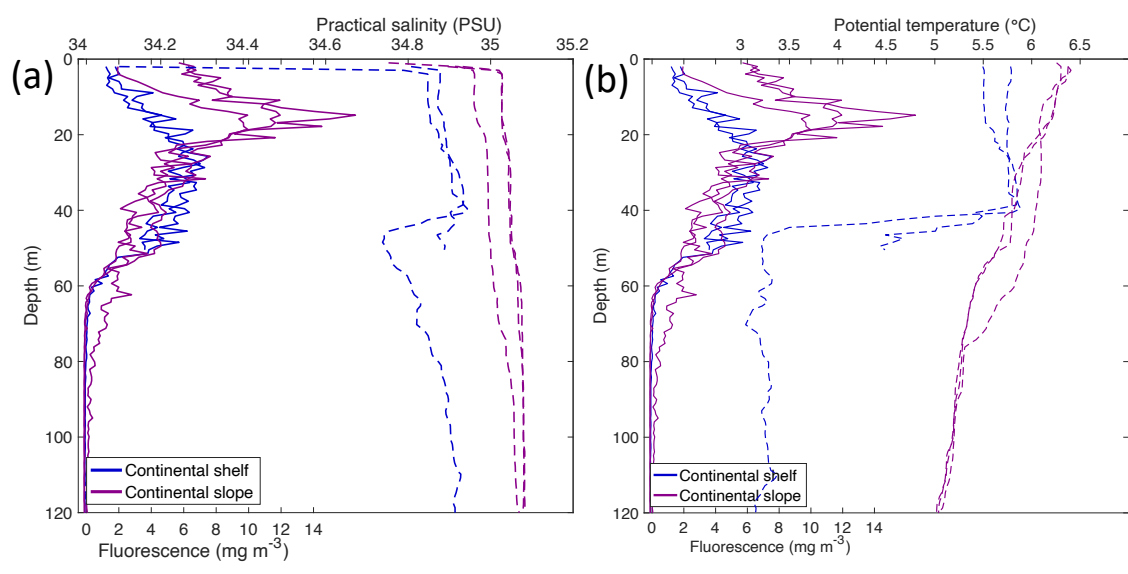 Practical salinity (PSU)
34 34.2 34.4 34.6 34.8 35 35.2
(a)
Depth (m)
0
20
40
60
80
100
120
Continental shelf
Continental slope
0 2 4 6 8 10 12 14
Fluorescence (mg m-3)
Potential temperature (°C)
3 3.5 4 4.5 5 5.5 6 6.5
(b)
Depth (m)
0
20
40
60
80
100
120
Continental shelf
Continental slope
0 2 4 6 8 10 12 14
Fluorescence (mg m-3)